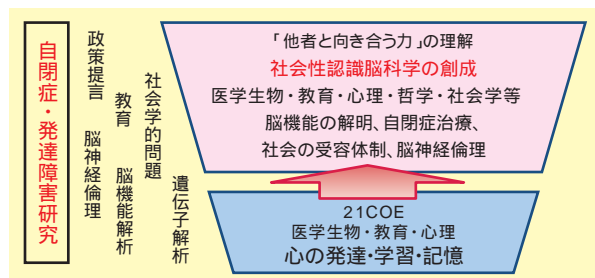 自閉症・発達障害研究
政策提言
脳神経倫理
教育
脳機能解析
社会学的問題
遺伝子解析
「他者と向き合う力」の理解
社会性認識脳科学の創成
医学生物・教育・心理・哲学・社会学等
脳機能の解明、自閉症治療、
社会の受容体制、脳神経倫理
21COE
医学生物・教育・心理
心の発達・学習・記憶